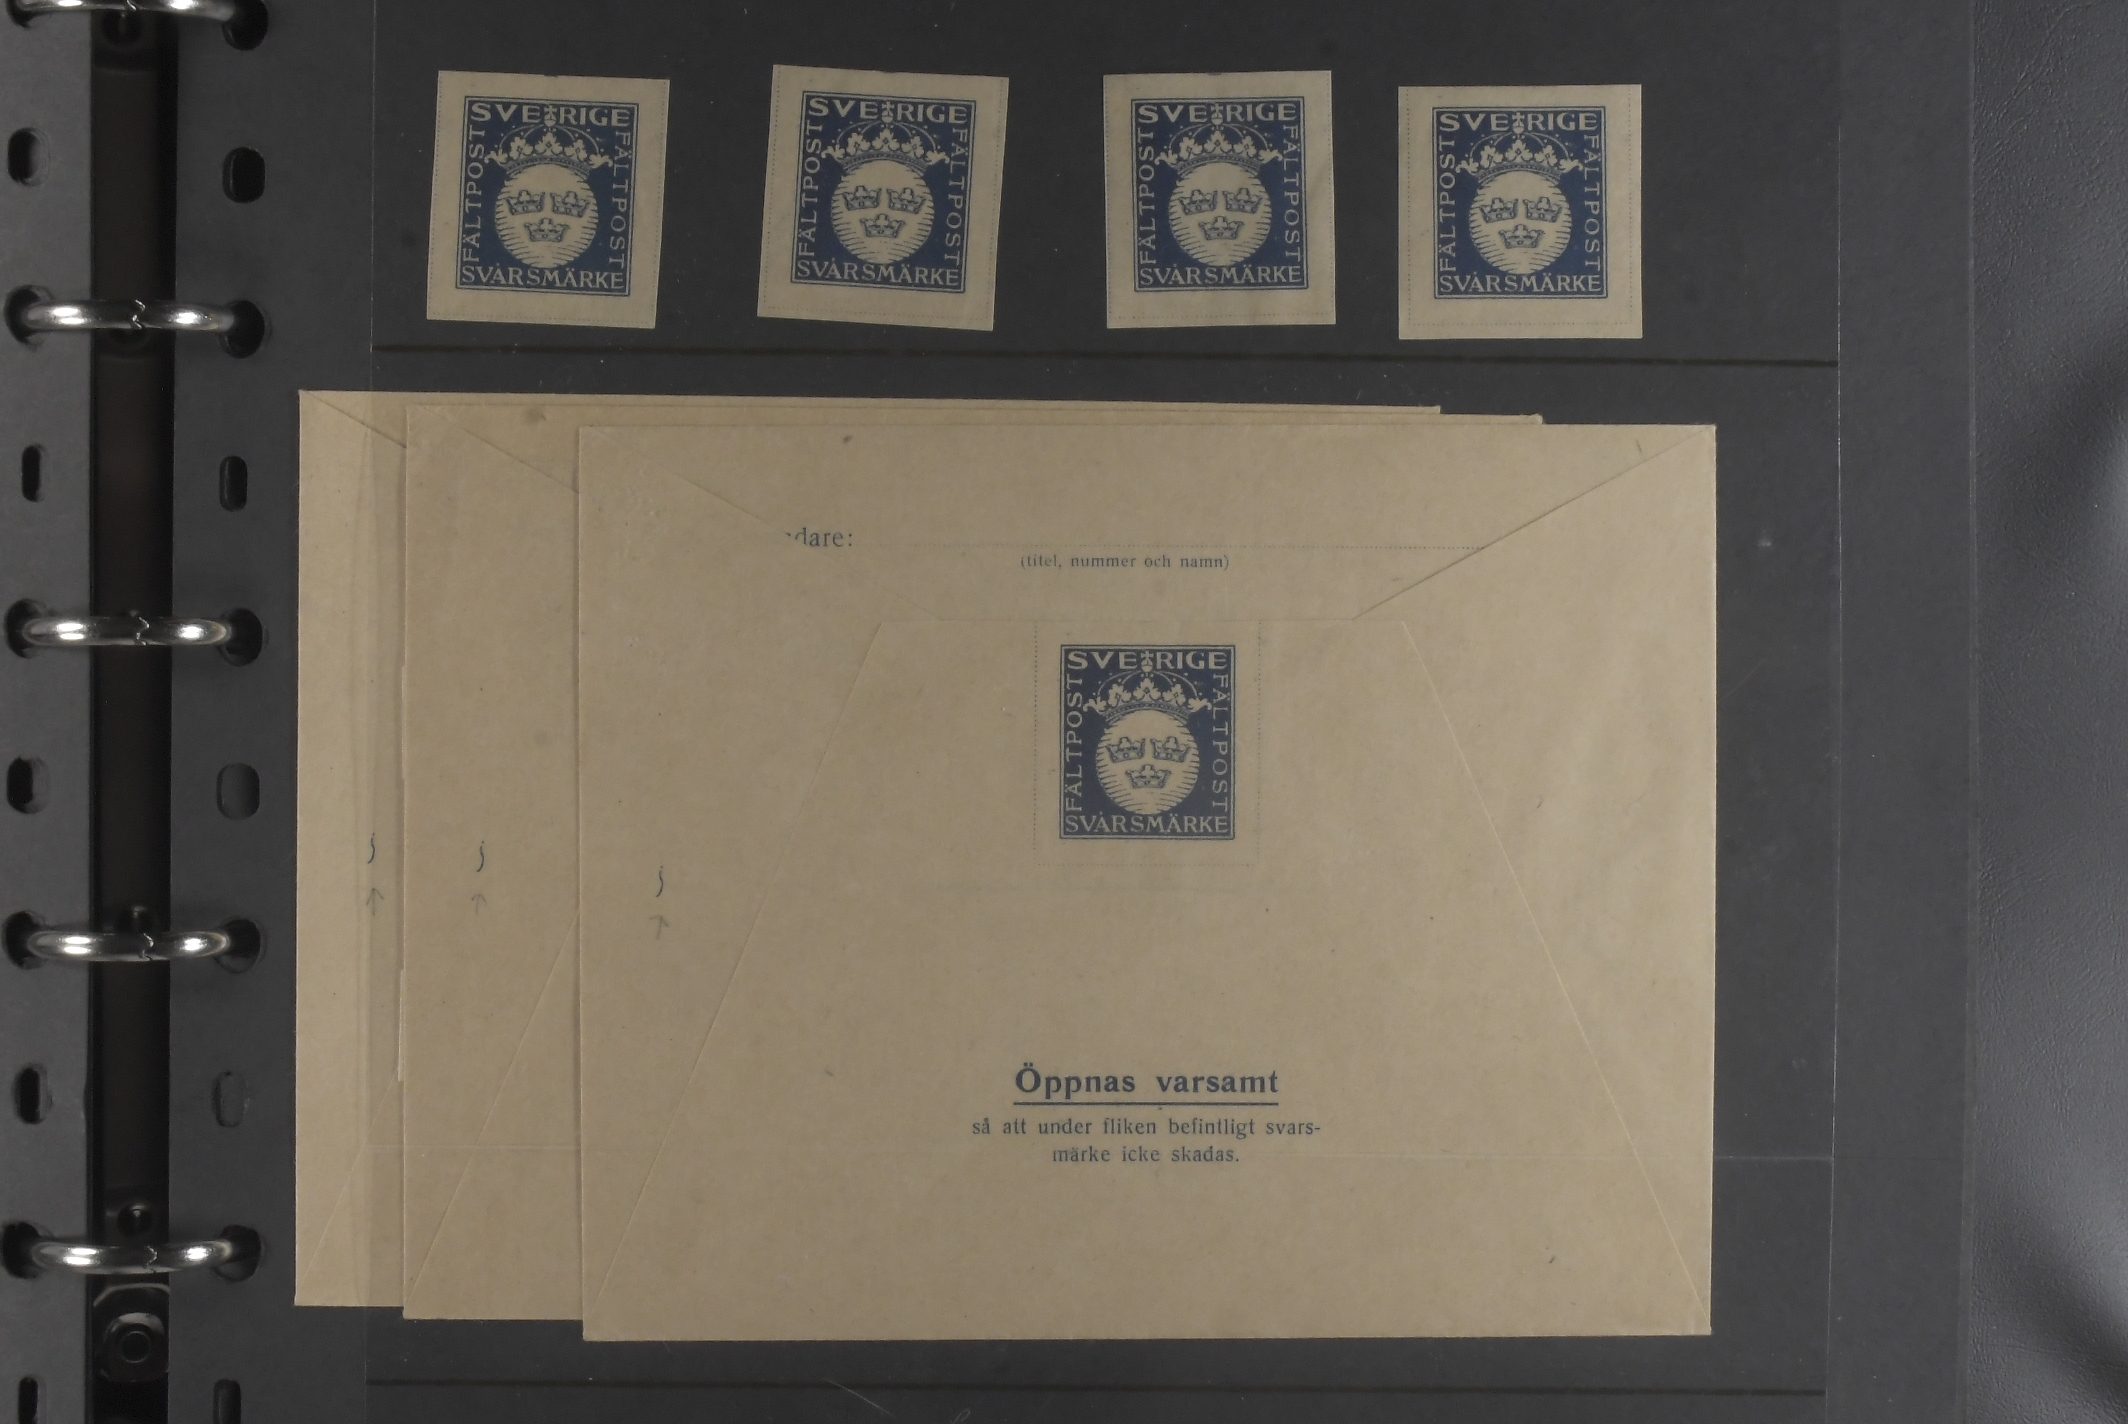 SVERIGE
FÄLTPOST
FÄLTPOST
SVARSMÄRKE
SVERIGE
FÄLTPOST
FÄLTPOST
SVARSMÄRKE
SVERIGE
FÄLTPOST
FÄLTPOST
SVARSMÄRKE
SVERIGE
FÄLTPOST
FÄLTPOST
SVARSMÄRKE
dare:
(titel, nummer och namn)
SVERIGE
FÄLTPOST
FÄLTPOST
SVARSMÄRKE
Öppnas varsamt
så att under fliken befintligt svars-
märke icke skadas.